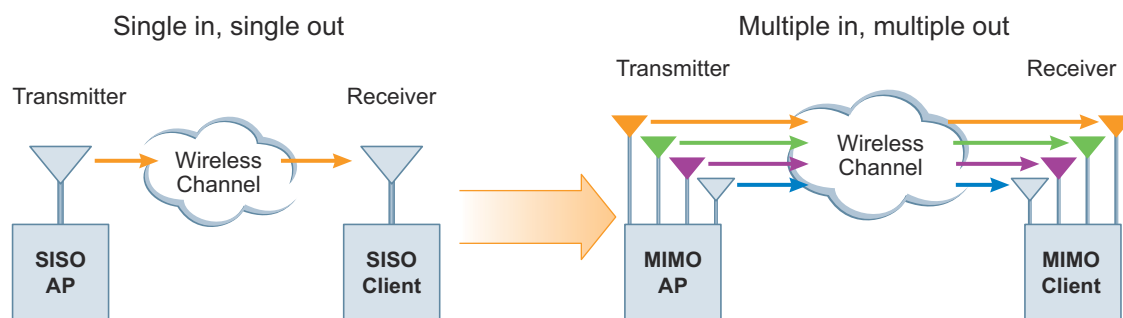 Single in, single out
Transmitter
Receiver
Wireless
Channel
SISO
AP
SISO
Client
Multiple in, multiple out
Transmitter
Receiver
Wireless
Channel
MIMO
AP
MIMO
Client